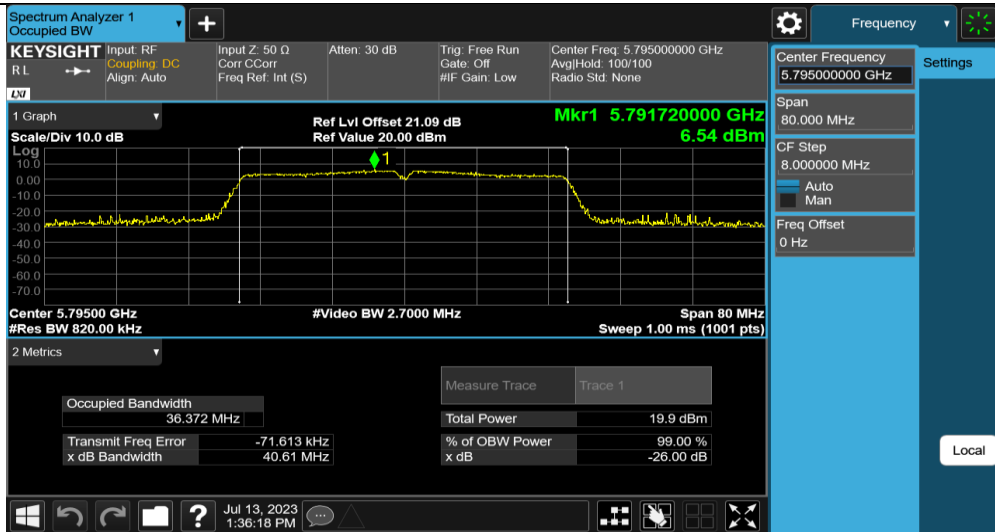 Spectrum Analyzer 1
Occupied BW
+
Frequency
KEYSIGHT
R L
LXI
Input: RF
Coupling: DC
Align: Auto
Input Z: 50 Ω
Corr CCorr
Freq Ref: Int (S)
Atten: 30 dB
Trig: Free Run
Gate: Off
#IF Gain: Low
Center Freq: 5.795000000 GHz
Avg|Hold: 100/100
Radio Std: None
Center Frequency
5.795000000 GHz
Settings
Span
80.000 MHz
CF Step
8.000000 MHz
Auto
Man
Freq Offset
0 Hz
Local
1 Graph
Scale/Div 10.0 dB
Ref Lvl Offset 21.09 dB
Ref Value 20.00 dBm
Mkr1 5.791720000 GHz
6.54 dBm
Log
10.0
0.00
-10.0
-20.0
-30.0
-40.0
-50.0
-60.0
-70.0
1
Center 5.79500 GHz
#Res BW 820.00 kHz
#Video BW 2.7000 MHz
Span 80 MHz
Sweep 1.00 ms (1001 pts)
2 Metrics
Measure Trace Trace 1
Occupied Bandwidth
36.372 MHz
Total Power 19.9 dBm
Transmit Freq Error -71.613 kHz
% of OBW Power 99.00 %
x dB Bandwidth 40.61 MHz
x dB -26.00 dB
?
Jul 13, 2023
1:36:18 PM